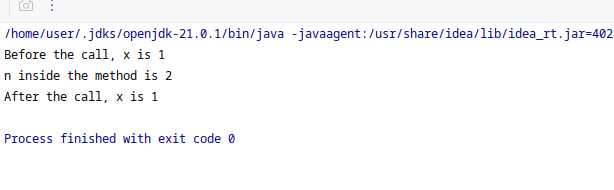 /home/user/.jdks/openjdk-21.0.1/bin/java -javaagent:/usr/share/idea/lib/idea_rt.jar=402
Before the call, x is 1
n inside the method is 2
After the call, x is 1
Process finished with exit code 0